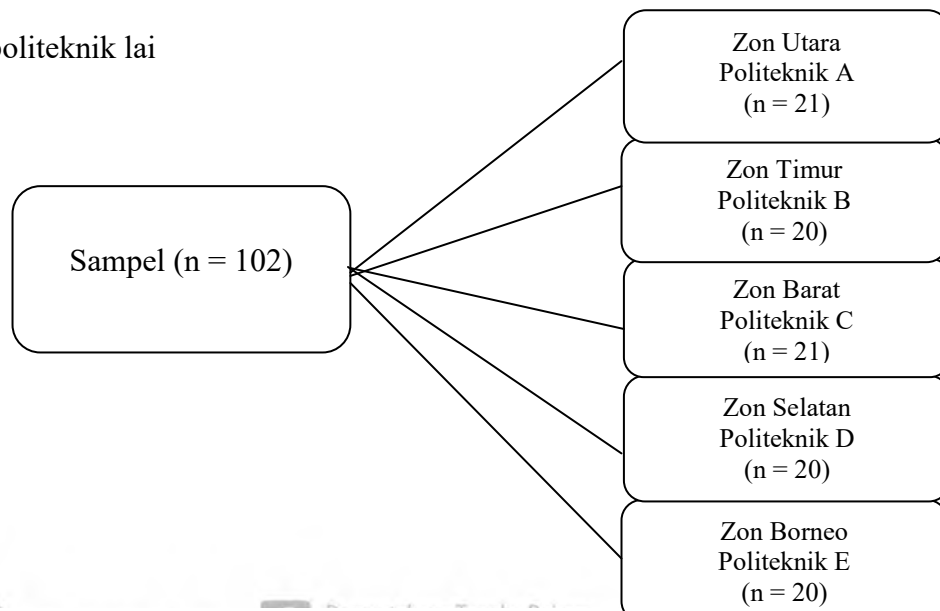 politeknik lai
Sampel (n = 102)
Zon Utara
Politeknik A
(n = 21)
Zon Timur
Politeknik B
(n = 20)
Zon Barat
Politeknik C
(n = 21)
Zon Selatan
Politeknik D
(n = 20)
Zon Borneo
Politeknik E
(n = 20)